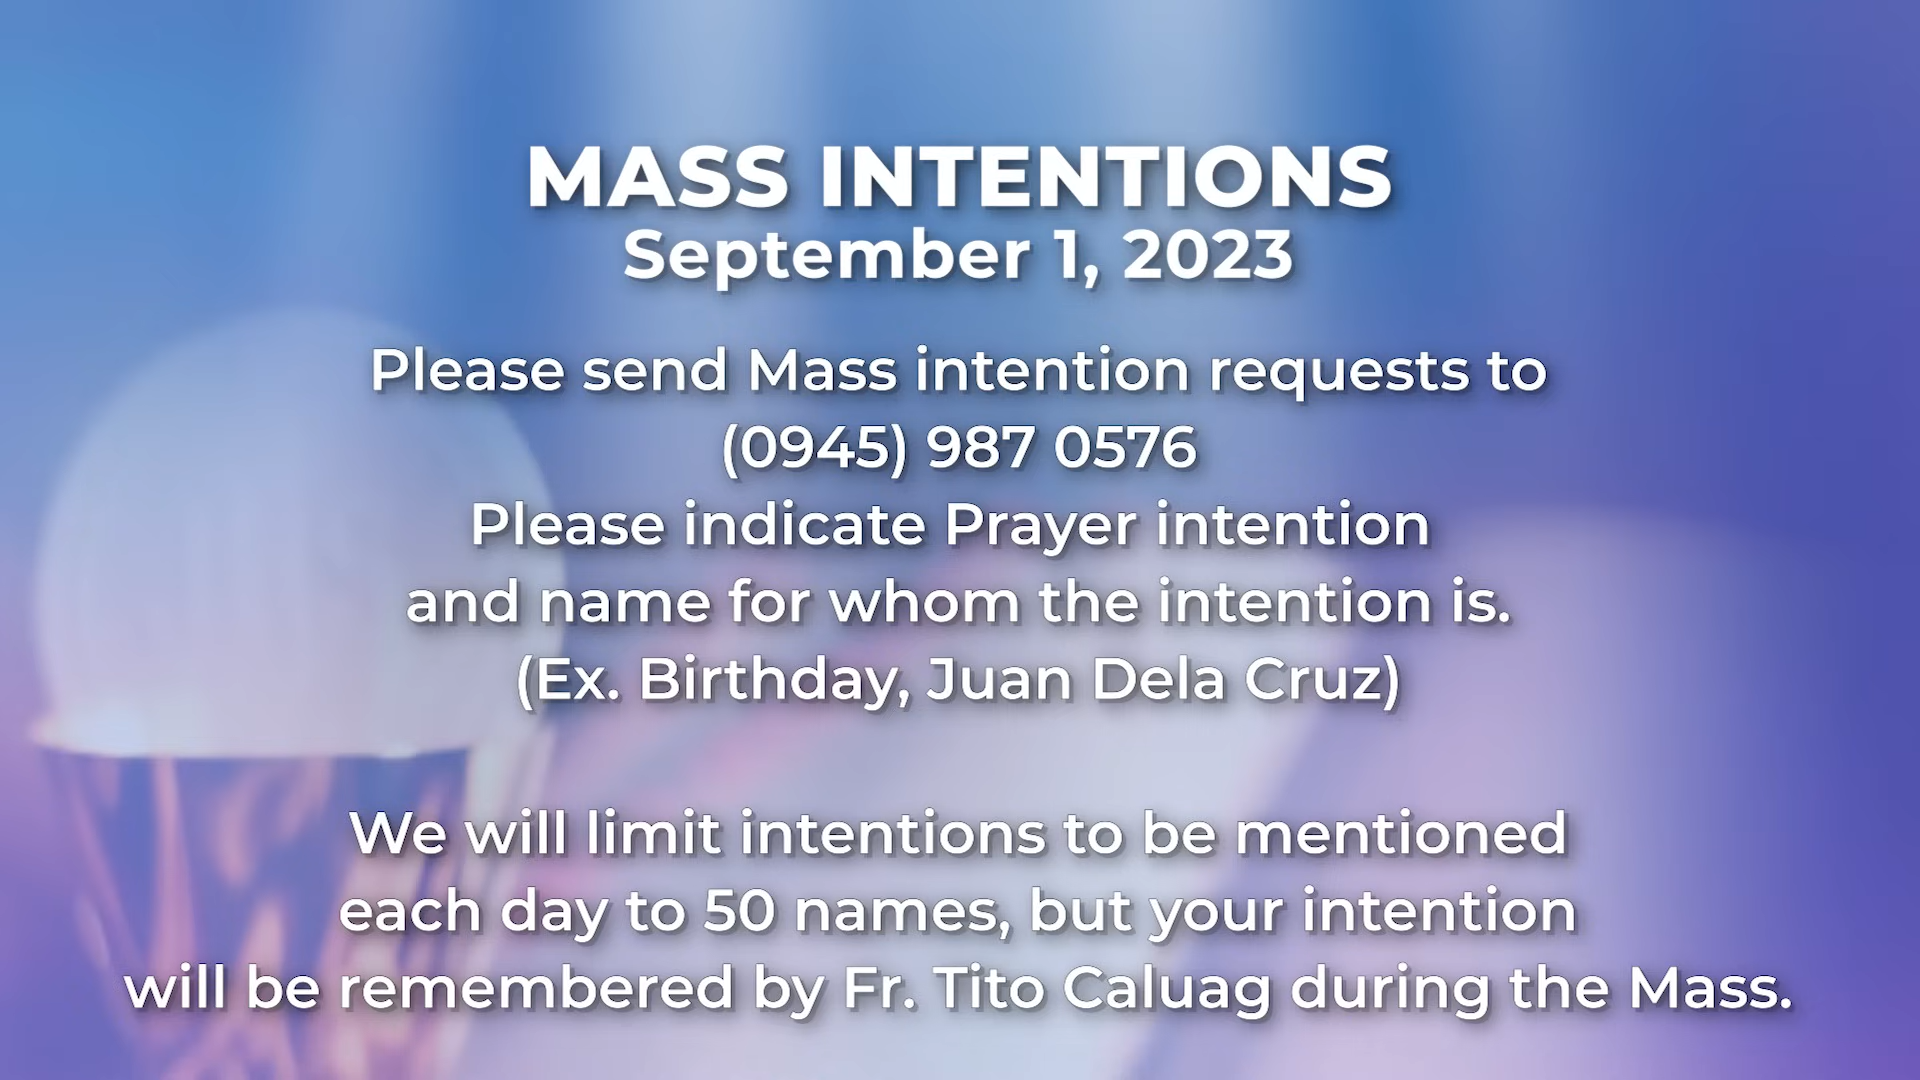 MASS INTENTIONS
September 1, 2023
Please send Mass intention requests to
(0945) 987 0576
Please indicate Prayer intention
and name for whom the intention is.
(Ex. Birthday, Juan Dela Cruz)
We will limit intentions to be mentioned
each day to 50 names, but your intention
will be remembered by Fr. Tito Caluag during the Mass.